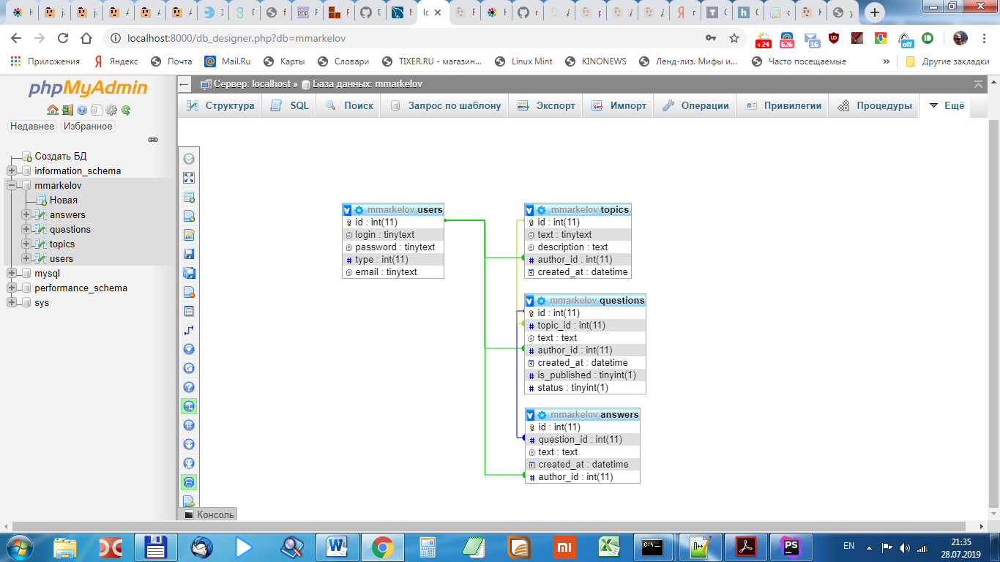 localhost:8000/db_designer.php?db=mmarkelov
+24
626
16
off
Приложения
Яндекс
Почта
Mail.Ru
Карты
Словари
TIXER.RU - магазин...
Linux Mint
KINONEWS
Ленд-лиз. Мифы и...
Часто посещаемые
»
Другие закладки
phpMyAdmin
Недавнее
Избранное
Создать БД
information_schema
mmarkelov
Новая
answers
questions
topics
users
mysql
performance_schema
sys
Сервер: localhost » База данных: mmarkelov
Структура
SQL
Поиск
Запрос по шаблону
Экспорт
Импорт
Операции
Привилегии
Процедуры
Ещё
mmarkelov users
id : int(11)
login : tinytext
password : tinytext
type : int(11)
email : tinytext
mmarkelov topics
id : int(11)
text : tinytext
description : text
author_id : int(11)
created_at : datetime
mmarkelov questions
id : int(11)
topic_id : int(11)
text : text
author_id : int(11)
created_at : datetime
is_published : tinyint(1)
status : tinyint(1)
mmarkelov answers
id : int(11)
question_id : int(11)
text : text
created_at : datetime
author_id : int(11)
Консоль
EN
21:35
28.07.2019